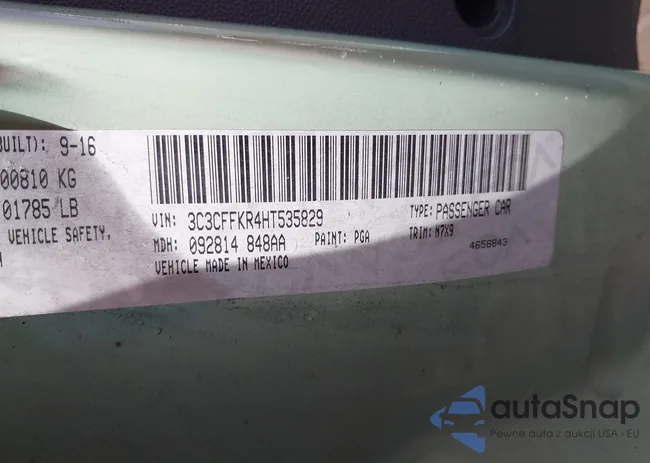 BUILT): 9-16
00810 KG
01785 LB
VEHICLE SAFETY,
VIN: 3C3CFFKR4HT535829
TYPE: PASSENGER CAR
MDH: 092814 848AA
PAINT: PGA
TRIM: N7X9
VEHICLE MADE IN MEXICO
4658843
autaSnap
Pewne auta z aukcji USA i EU